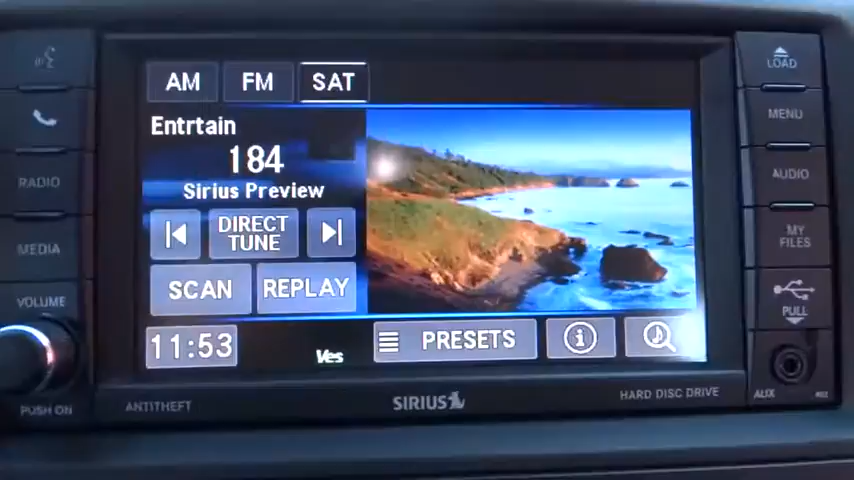 AM FM SAT
Entrtain
184
Sirius Preview
DIRECT
TUNE
SCAN REPLAY
11:53
Yes
PRESETS
RADIO
MEDIA
VOLUME
PUSH ON
ANTITHEFT
SIRIUS
HARD DISC DRIVE
LOAD
MENU
AUDIO
MY
FILES
PULL
AUX